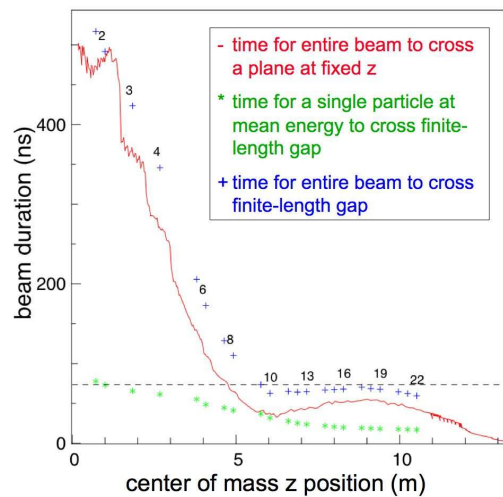 - time for entire beam to cross
a plane at fixed z
* time for a single particle at
mean energy to cross finite-
length gap
+ time for entire beam to cross
finite-length gap
beam duration (ns)
400
200
0
2
3
4
6
8
10
13
16
19
22
0
5
10
center of mass z position (m)